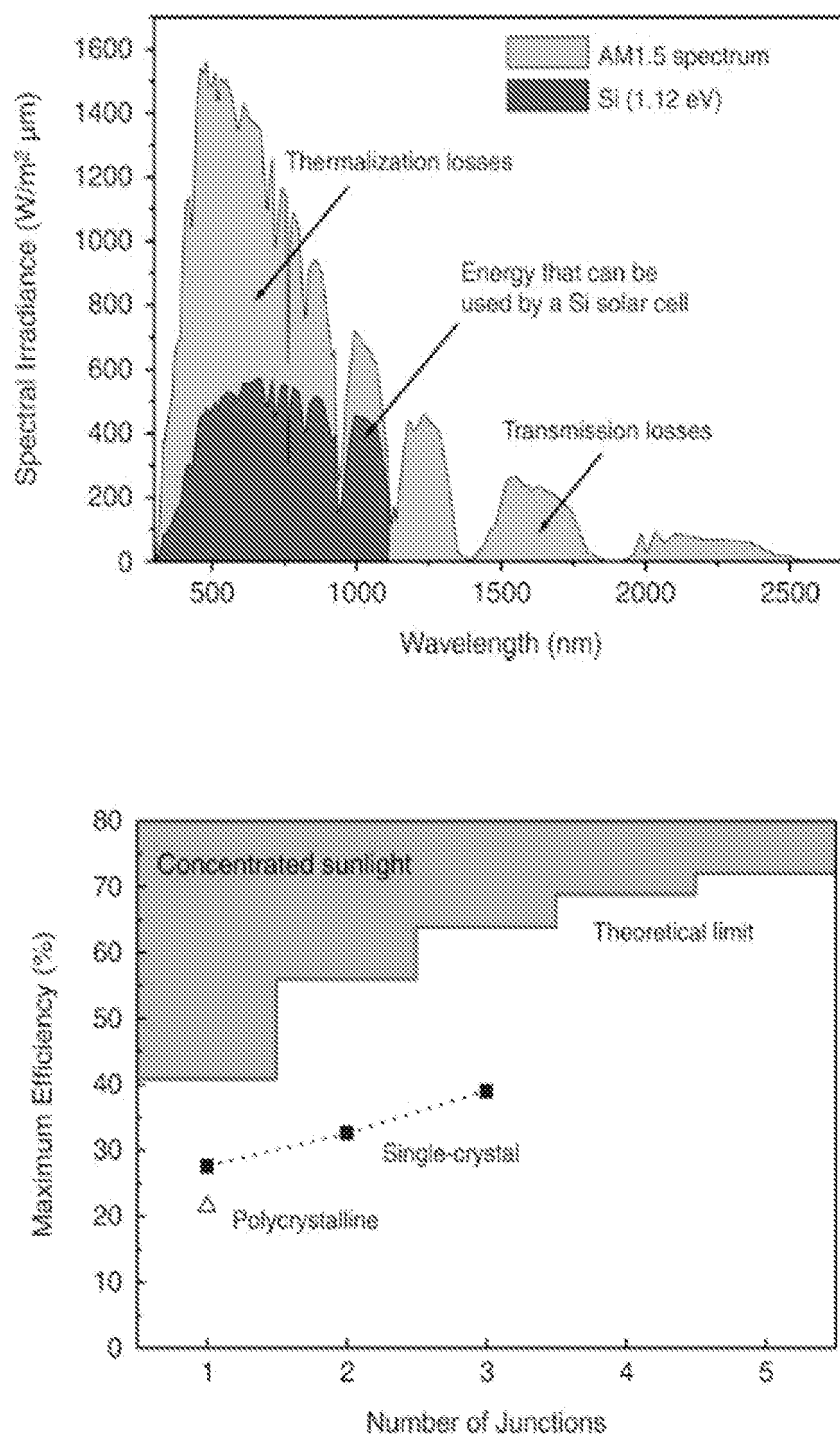 1600
AM1.5 spectrum
1400
Si (1.12 eV)
1200
Thermalization losses
1000
Energy that can be
used by a Si solar cell
800
600
400
Transmission losses
200
0
500 1000 1500 2000 2500
Wavelength (nm)
Spectral Irradiance (W/m² µm)
80
Concentrated sunlight
70
Theoretical limit
60
50
40
30
Single-crystal
20
Polycrystalline
10
0
1 2 3 4 5
Number of Junctions
Maximum Efficiency (%)